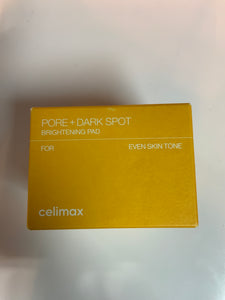 PORE + DARK SPOT
BRIGHTENING PAD
FOR EVEN SKIN TONE
celimax